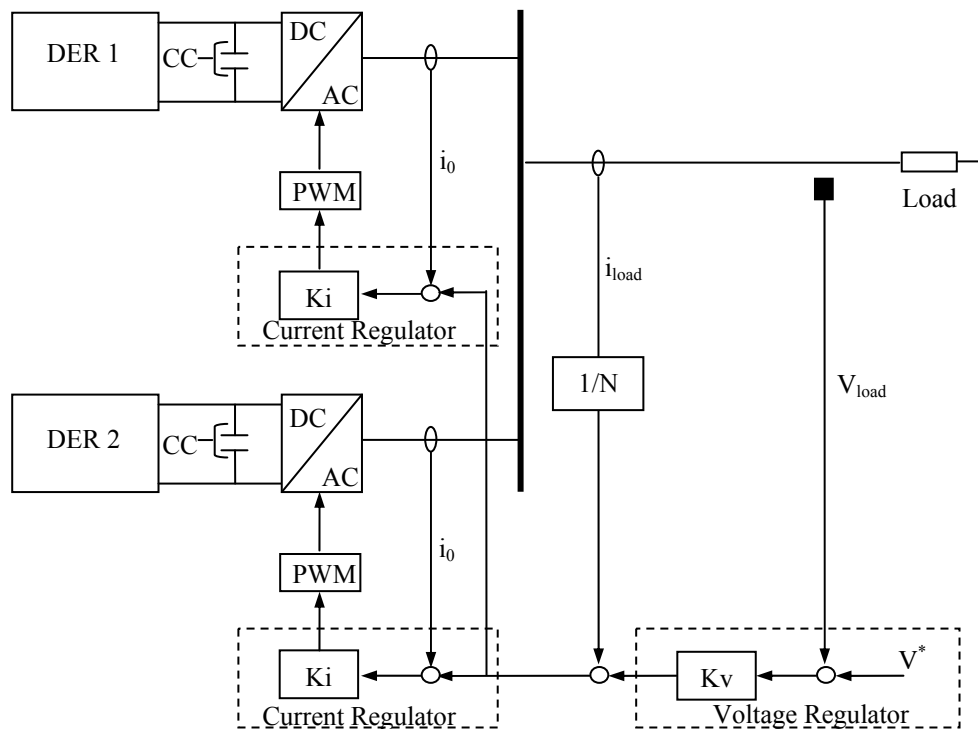 DER 1
CC
DC
AC
i0
PWM
Load
iload
Ki
Current Regulator
1/N
Vload
DER 2
CC
DC
AC
i0
PWM
V*
Ki
Kv
Current Regulator
Voltage Regulator